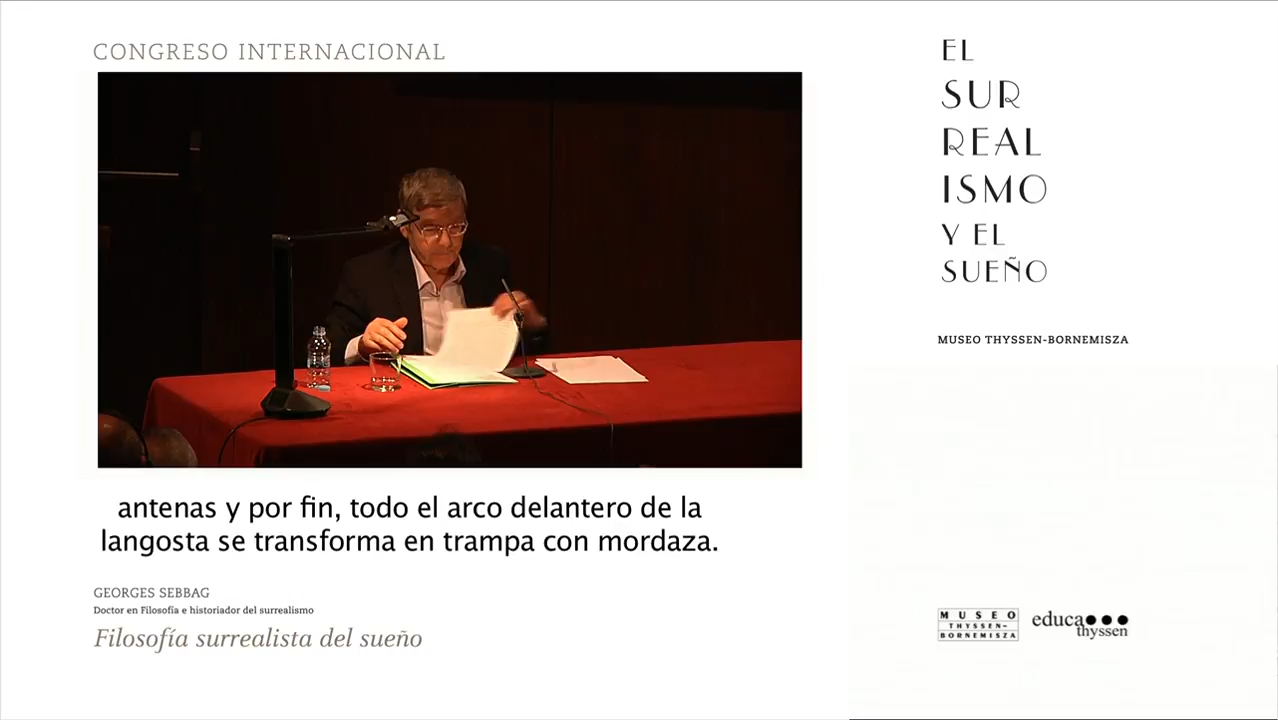 CONGRESO INTERNACIONAL
EL
SUR
REAL
ISMO
Y EL
SUEÑO
MUSEO THYSSEN-BORNEMISZA
antenas y por fin, todo el arco delantero de la
langosta se transforma en trampa con mordaza.
GEORGES SEBBAG
Doctor en Filosofía e historiador del surrealismo
Filosofía surrealista del sueño
MUSEO
THYSSEN-
BORNEMISZA
educa
thyssen